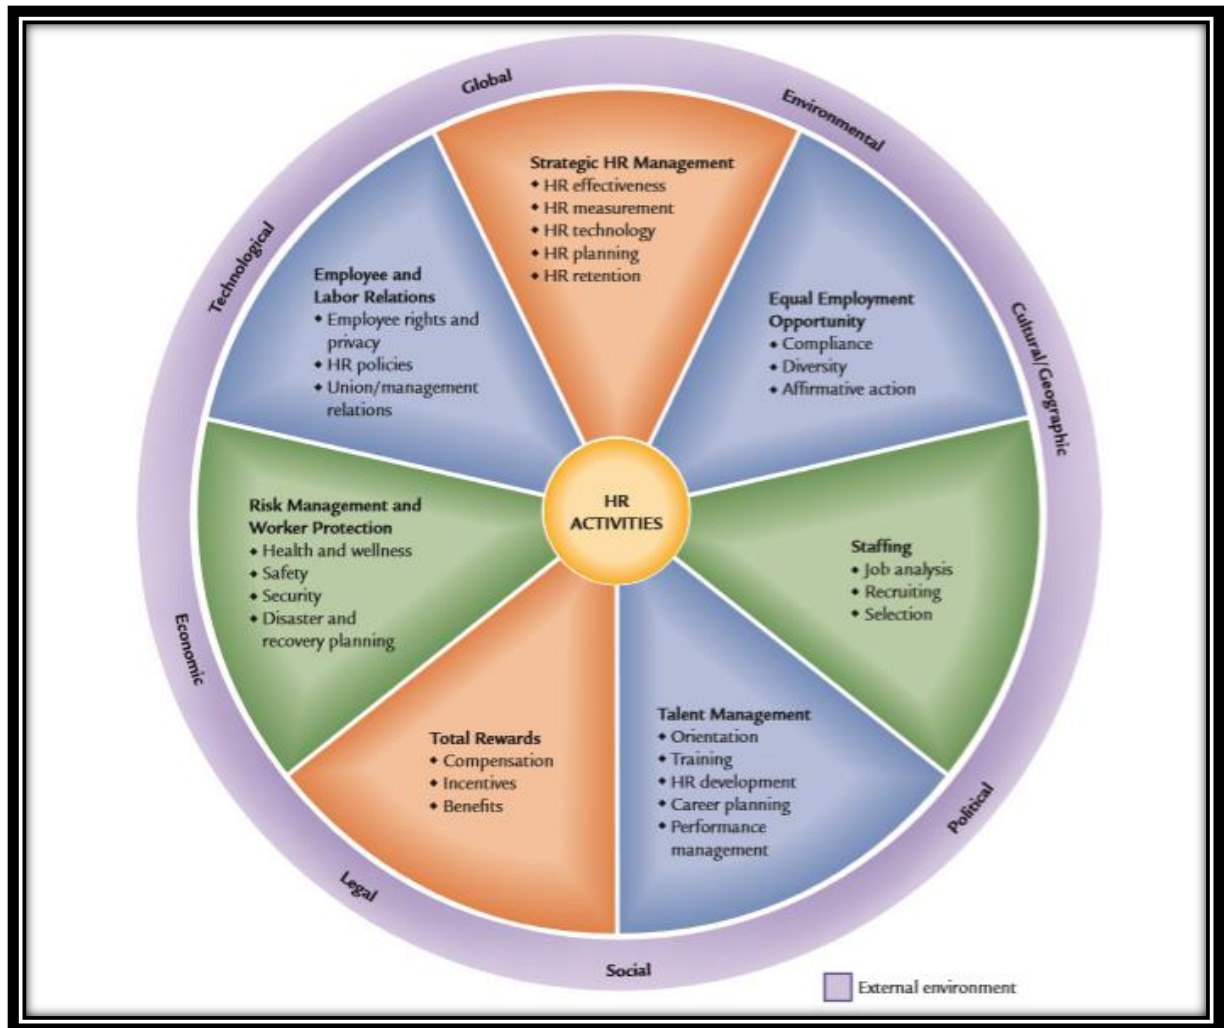 Global
Environmental
Cultural/Geographic
Political
Social
Legal
Economic
Technological
Strategic HR Management
◆ HR effectiveness
◆ HR measurement
◆ HR technology
◆ HR planning
◆ HR retention
Equal Employment
Opportunity
◆ Compliance
◆ Diversity
◆ Affirmative action
Staffing
◆ Job analysis
◆ Recruiting
◆ Selection
Talent Management
◆ Orientation
◆ Training
◆ HR development
◆ Career planning
◆ Performance
management
Total Rewards
◆ Compensation
◆ Incentives
◆ Benefits
Risk Management and
Worker Protection
◆ Health and wellness
◆ Safety
◆ Security
◆ Disaster and
recovery planning
Employee and
Labor Relations
◆ Employee rights and
privacy
◆ HR policies
◆ Union/management
relations
HR
ACTIVITIES
External environment